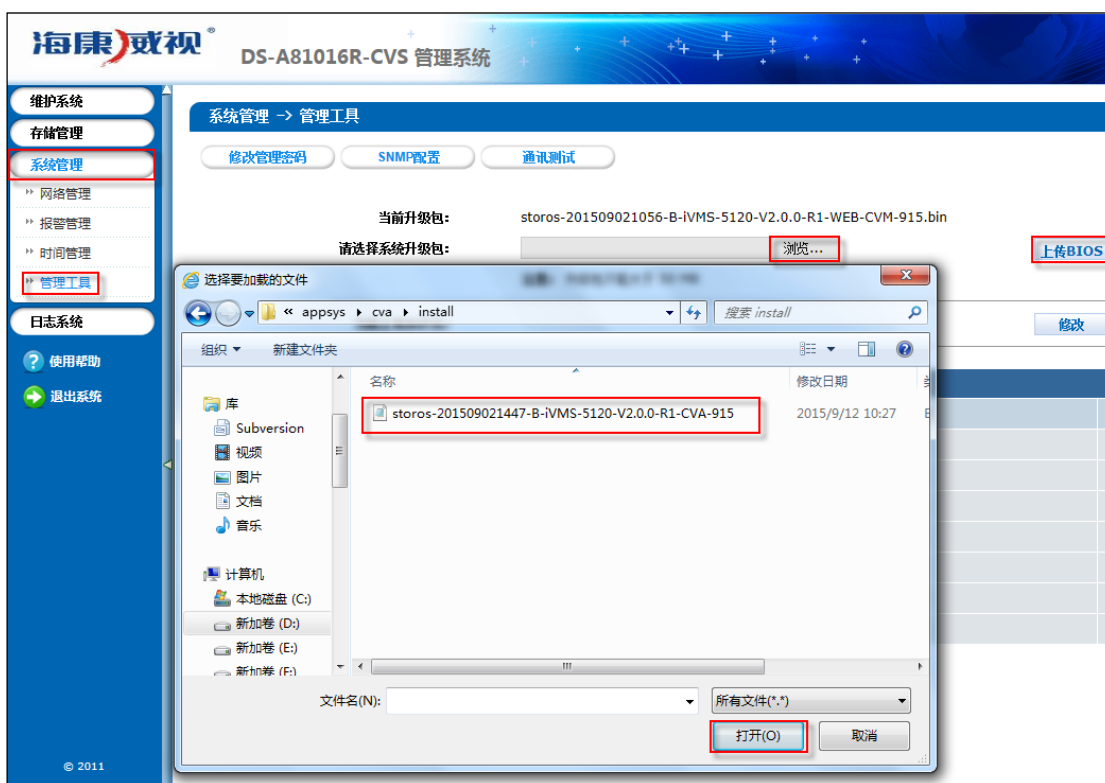 海康威视®
DS-A81016R-CVS 管理系统
维护系统
存储管理
系统管理
网络管理
报警管理
时间管理
管理工具
日志系统
使用帮助
退出系统
© 2011
系统管理 -> 管理工具
修改管理密码 SNMP配置 通讯测试
当前升级包: storos-201509021056-B-iVMS-5120-V2.0.0-R1-WEB-CVM-915.bin
请选择系统升级包: 浏览... 上传BIOS
修改
选择要加载的文件
« appsys cva install 搜索 install
组织 新建文件夹
名称 修改日期
库
Subversion
视频
图片
文档
音乐
计算机
本地磁盘 (C:)
新加卷 (D:)
新加卷 (E:)
新加卷 (F:)
storos-201509021447-B-iVMS-5120-V2.0.0-R1-CVA-915 2015/9/12 10:27
文件名(N): 所有文件(*.*)
打开(O) 取消